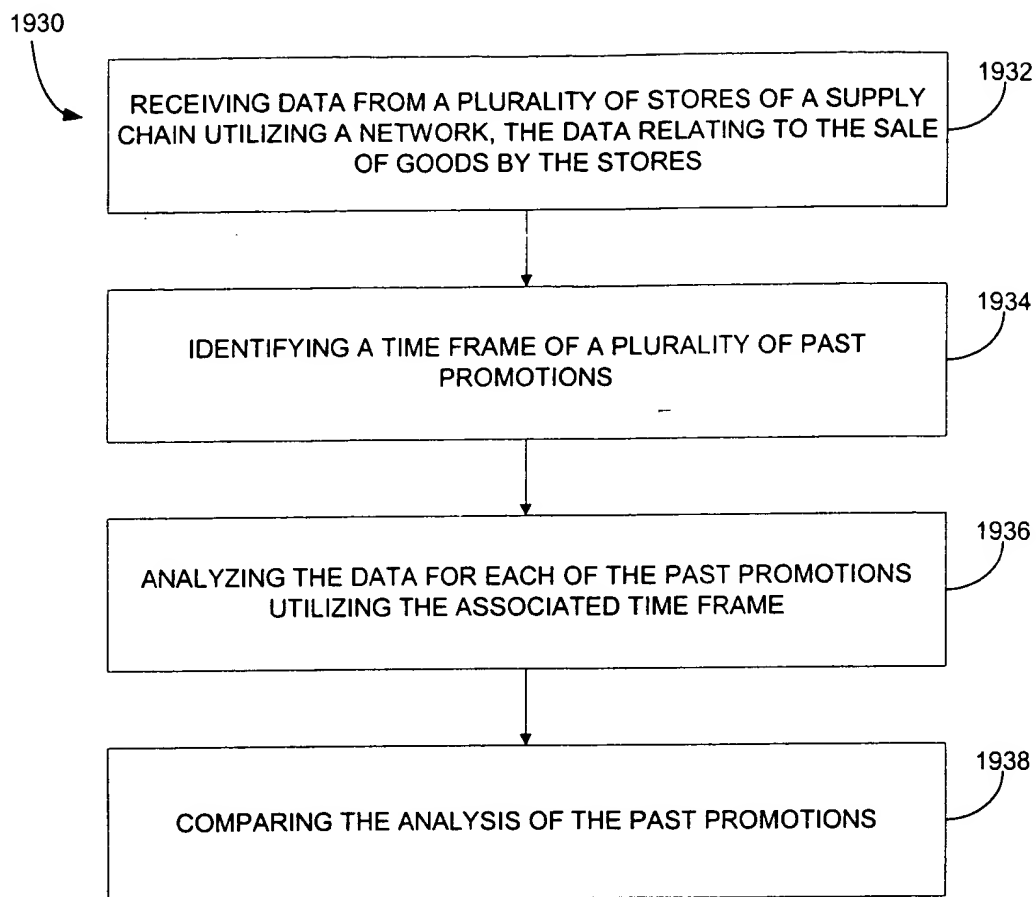 1930
1932
RECEIVING DATA FROM A PLURALITY OF STORES OF A SUPPLY
CHAIN UTILIZING A NETWORK, THE DATA RELATING TO THE SALE
OF GOODS BY THE STORES
1934
IDENTIFYING A TIME FRAME OF A PLURALITY OF PAST
PROMOTIONS
1936
ANALYZING THE DATA FOR EACH OF THE PAST PROMOTIONS
UTILIZING THE ASSOCIATED TIME FRAME
1938
COMPARING THE ANALYSIS OF THE PAST PROMOTIONS